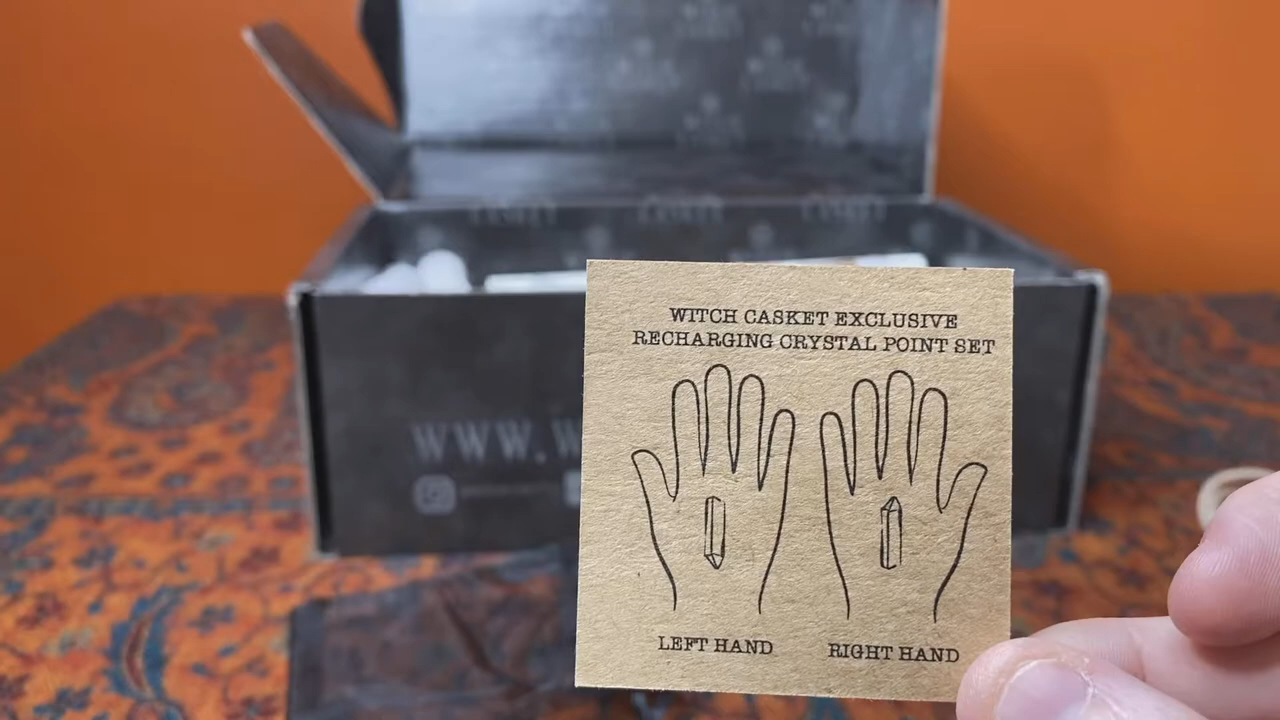 WITCH CASKET EXCLUSIVE
RECHARGING CRYSTAL POINT SET
LEFT HAND
RIGHT HAND
WWW.W